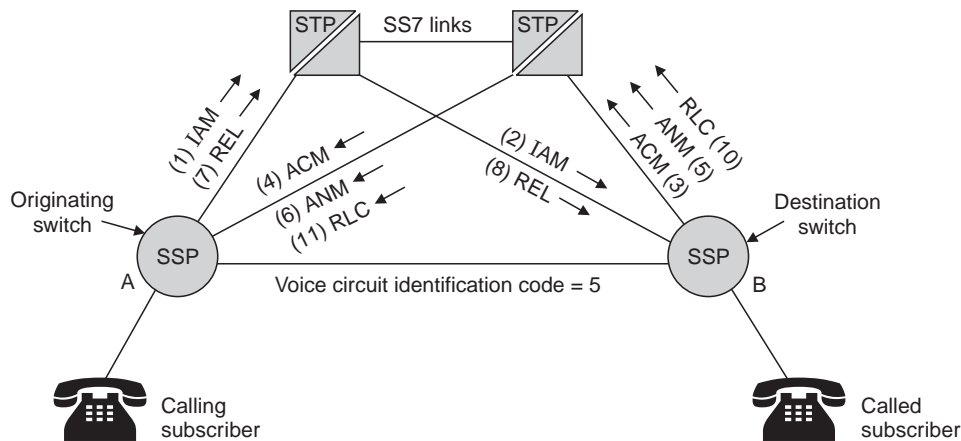 STP
SS7 links
STP
(1) IAM
(7) REL
(4) ACM
(6) ANM
(11) RLC
(2) IAM
(8) REL
RLC (10)
ANM (5)
ACM (3)
Originating
switch
Destination
switch
SSP
SSP
A
B
Voice circuit identification code = 5
Calling
subscriber
Called
subscriber